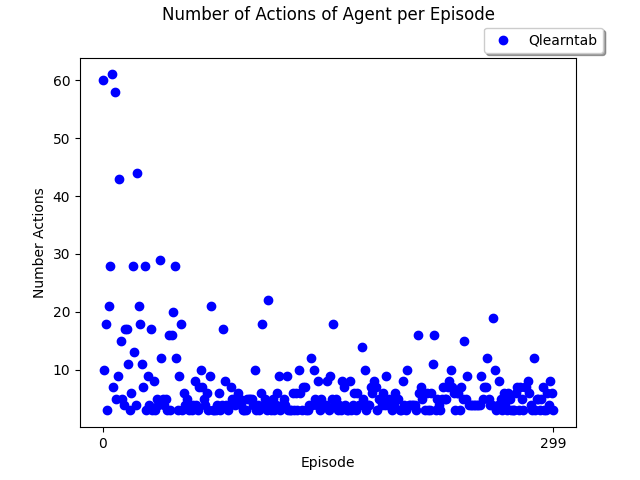 Number of Actions of Agent per Episode
Qlearntab
60
50
40
30
20
10
Number Actions
0
299
Episode